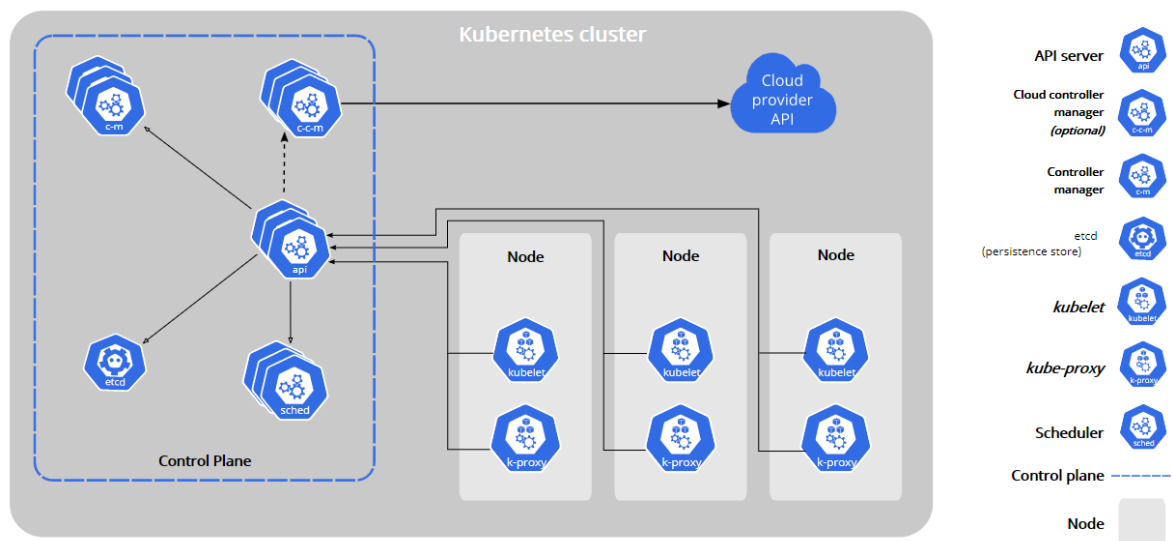 Kubernetes cluster
c-m
c-c-m
Cloud
provider
API
api
etcd
sched
Control Plane
Node
Node
Node
kubelet
kubelet
kubelet
k-proxy
k-proxy
k-proxy
API server
api
Cloud controller
manager
(optional)
c-c-m
Controller
manager
c-m
etcd
(persistence store)
etcd
kubelet
kubelet
kube-proxy
k-proxy
Scheduler
sched
Control plane
Node